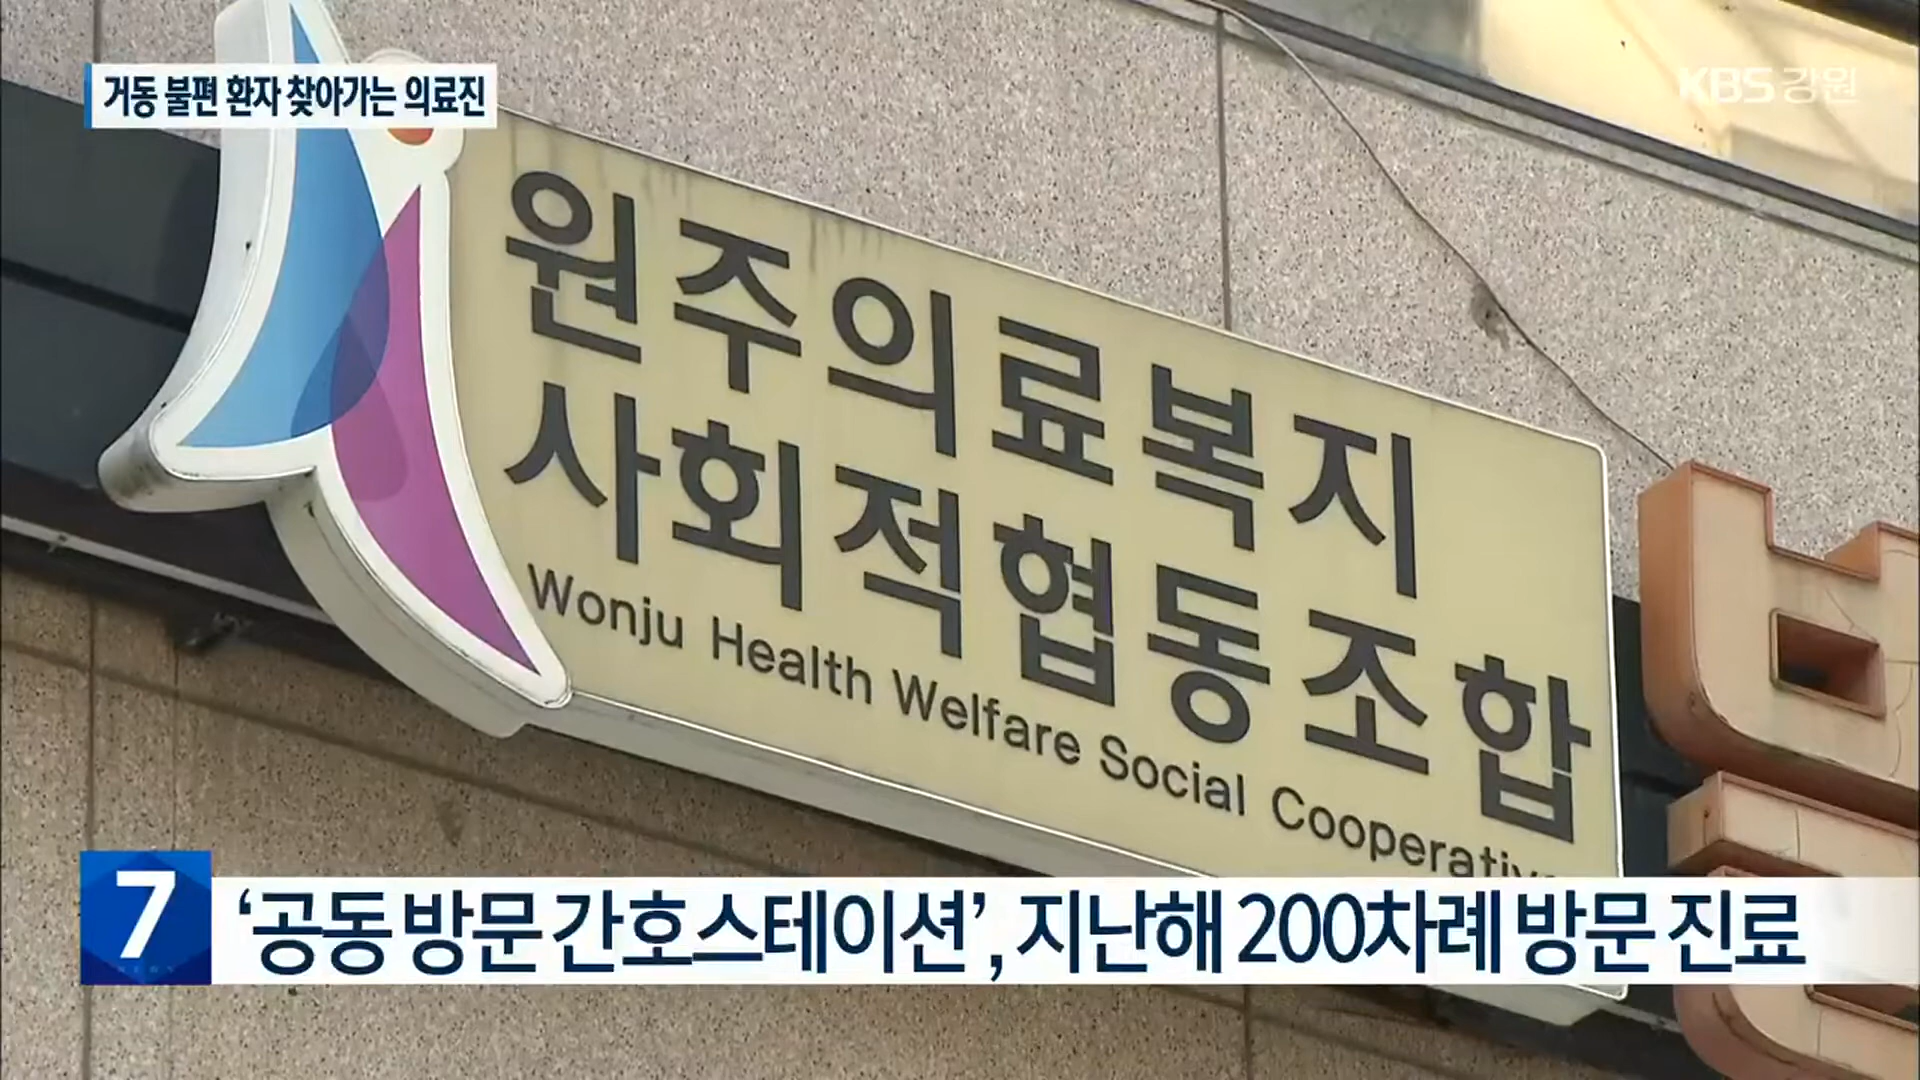 거동 불편 환자 찾아가는 의료진
KBS 강원
원주의료복지
사회적협동조합
Wonju Health Welfare Social Cooperativ
7
NEWS
‘공동 방문 간호스테이션’, 지난해 200차례 방문 진료